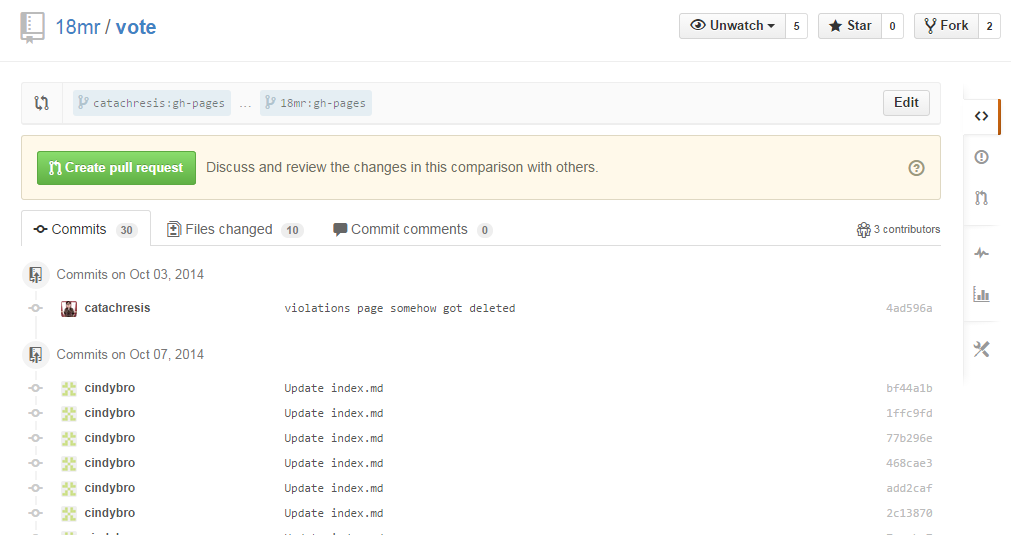 18mr / vote Unwatch 5 Star 0 Fork 2
catachresis:gh-pages ... 18mr:gh-pages Edit
Create pull request Discuss and review the changes in this comparison with others.
Commits 30 Files changed 10 Commit comments 0 3 contributors
Commits on Oct 03, 2014
catachresis violations page somehow got deleted 4ad596a
Commits on Oct 07, 2014
cindybro Update index.md bf44a1b
cindybro Update index.md 1ffc9fd
cindybro Update index.md 77b296e
cindybro Update index.md 468cae3
cindybro Update index.md add2caf
cindybro Update index.md 2c13870